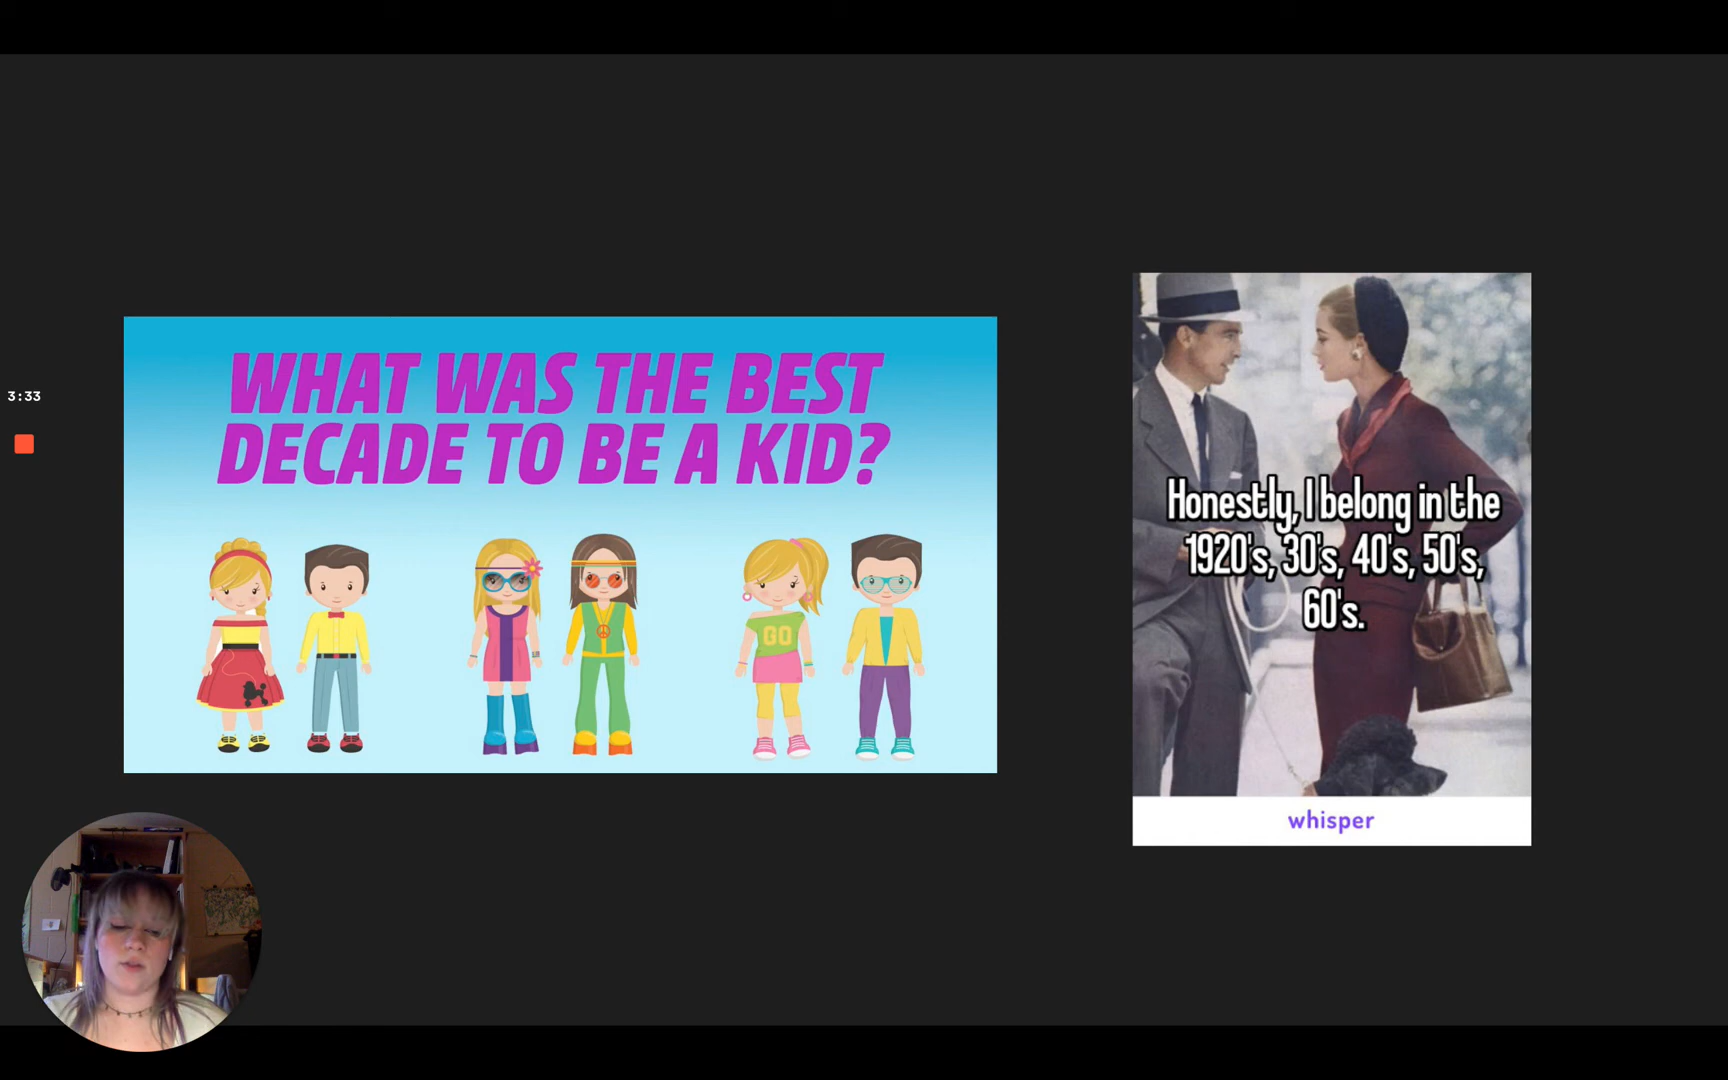 3:33
WHAT WAS THE BEST
DECADE TO BE A KID?
GO
Honestly, I belong in the
1920's, 30's, 40's, 50's,
60's.
whisper